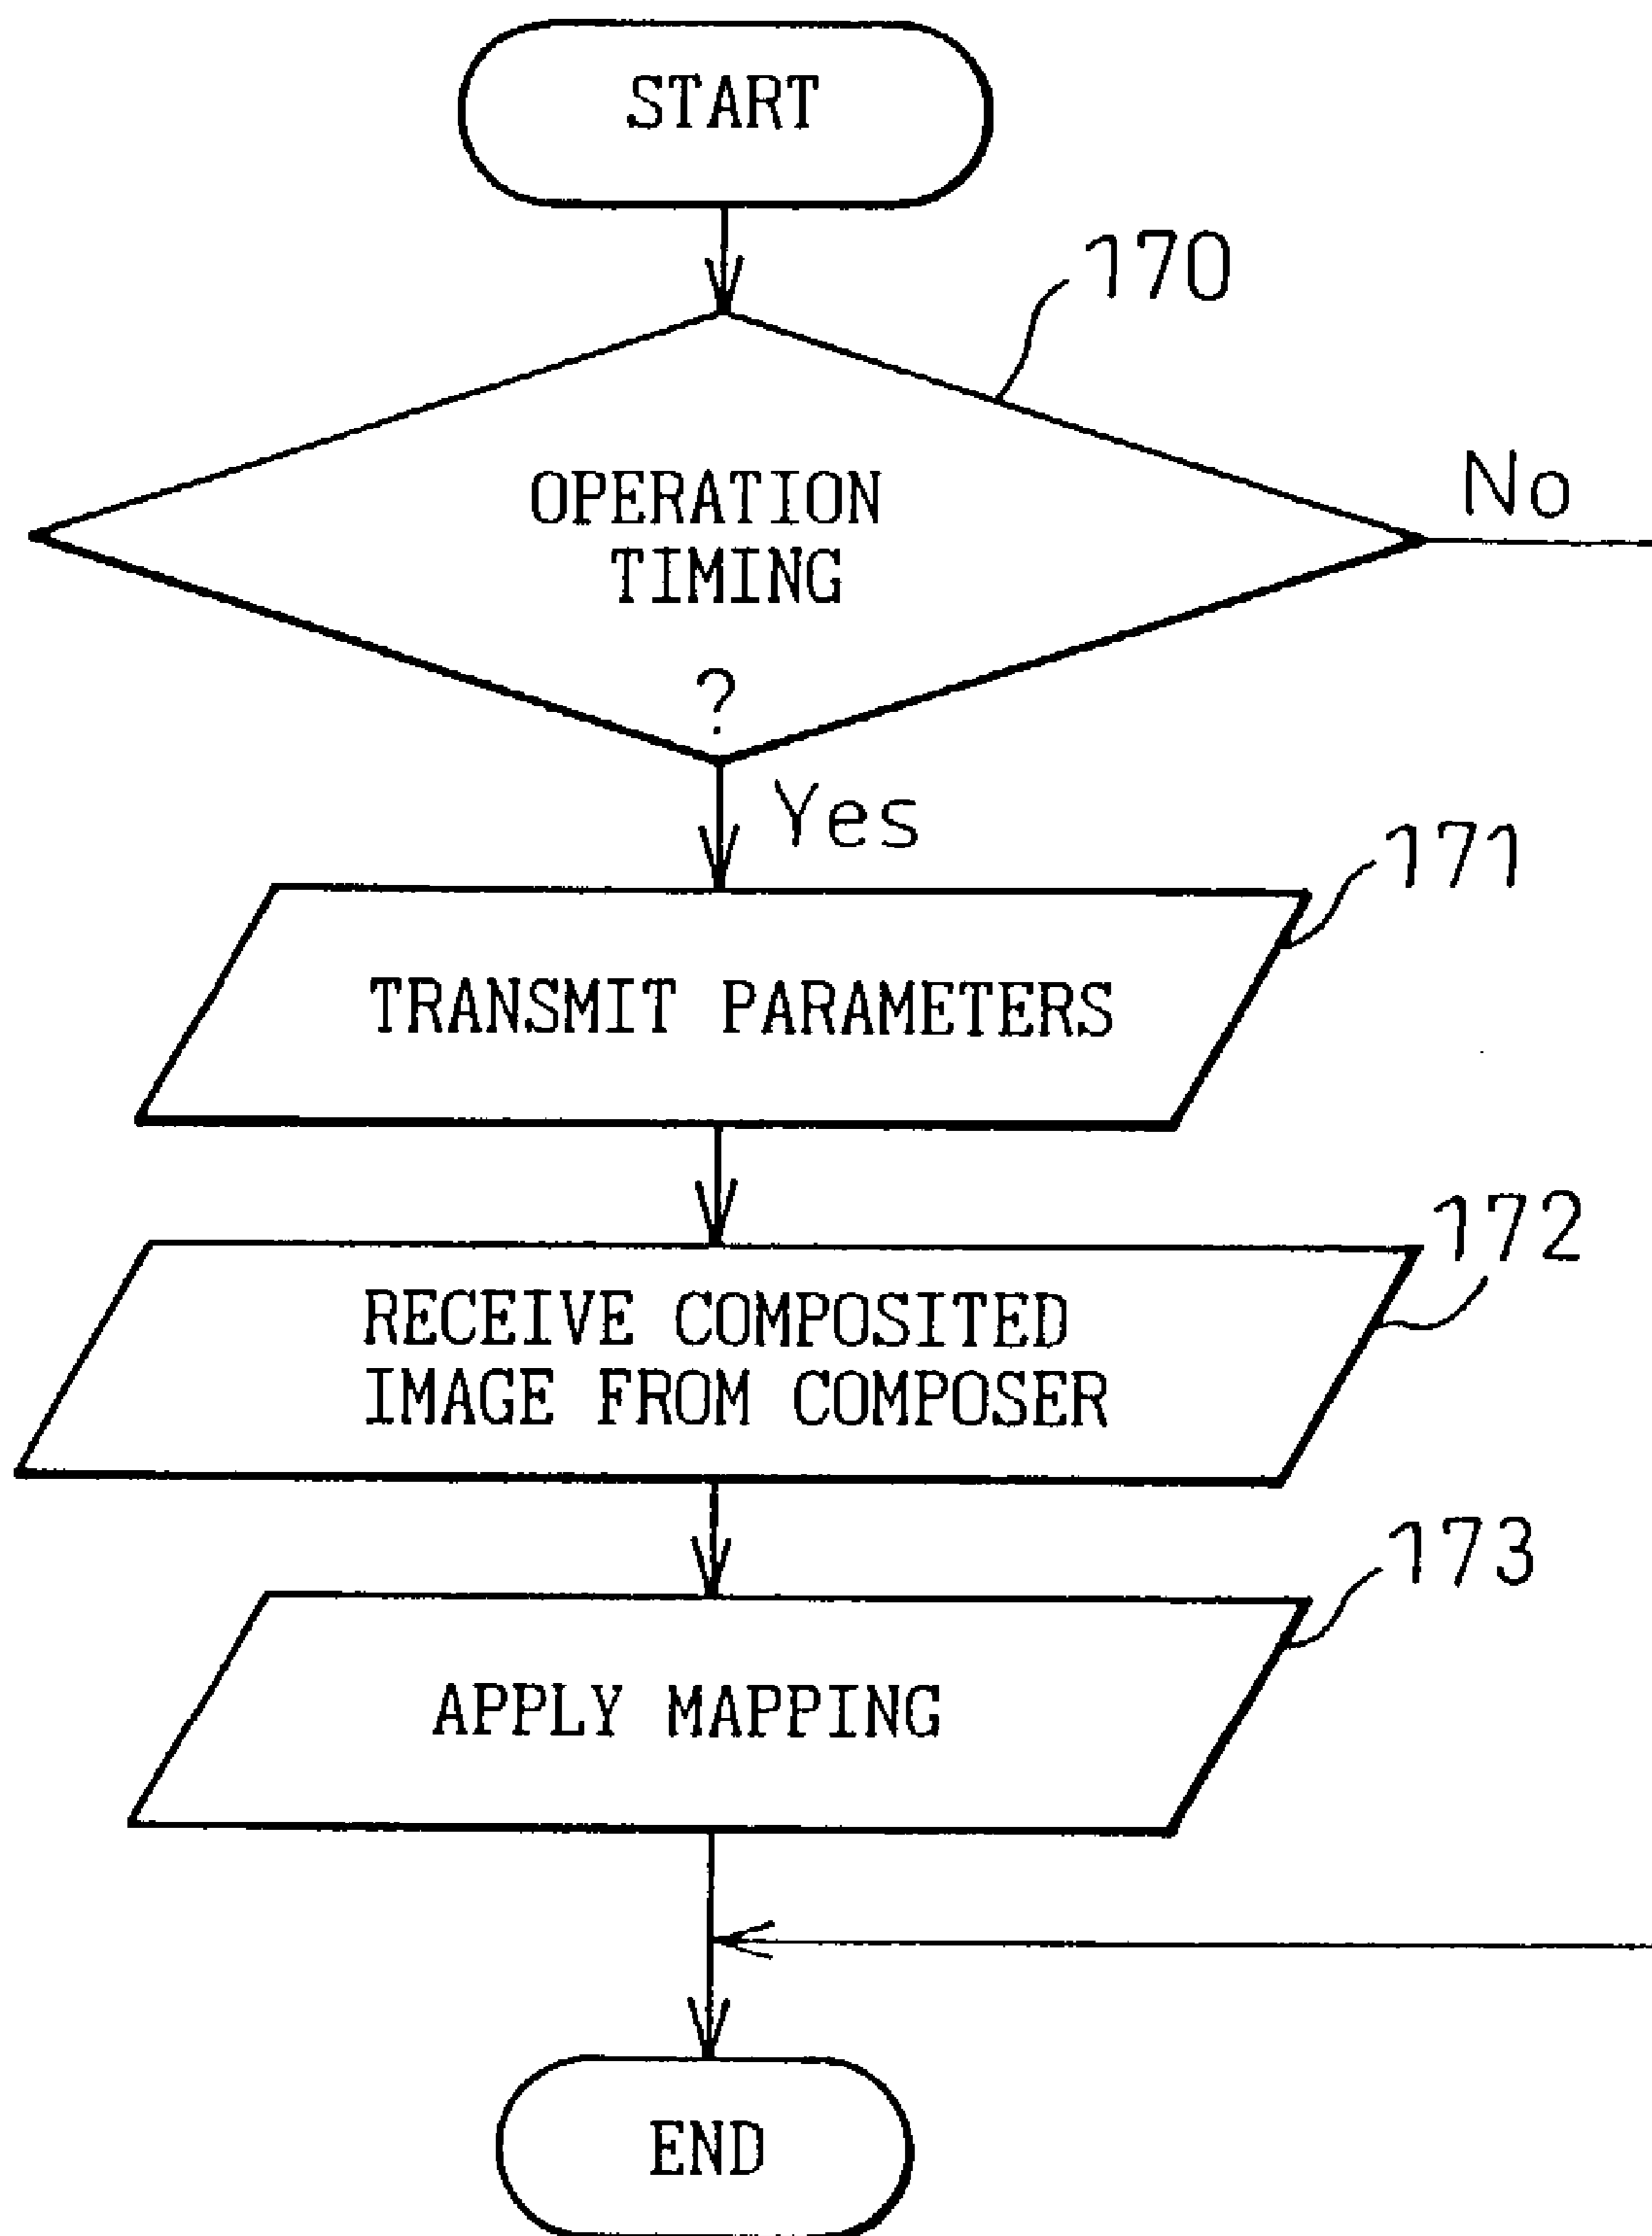 START
170
OPERATION
TIMING
?
No
Yes
171
TRANSMIT PARAMETERS
172
RECEIVE COMPOSITED
IMAGE FROM COMPOSER
173
APPLY MAPPING
END